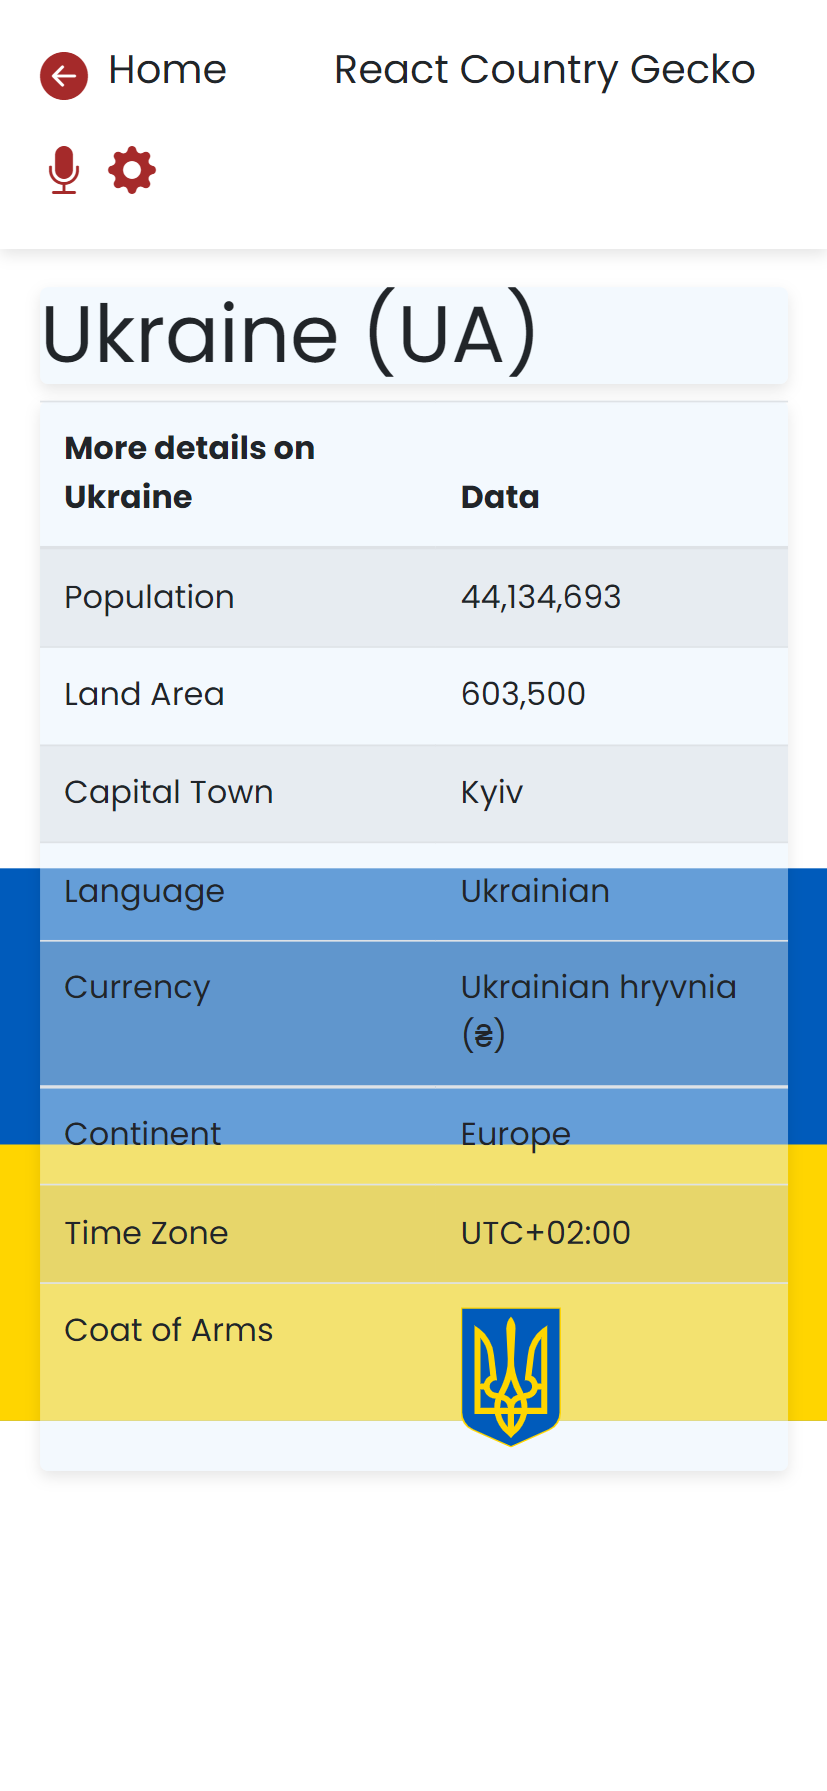 Home React Country Gecko
Ukraine (UA)
More details on
Ukraine Data
Population 44,134,693
Land Area 603,500
Capital Town Kyiv
Language Ukrainian
Currency Ukrainian hryvnia
(₴)
Continent Europe
Time Zone UTC+02:00
Coat of Arms